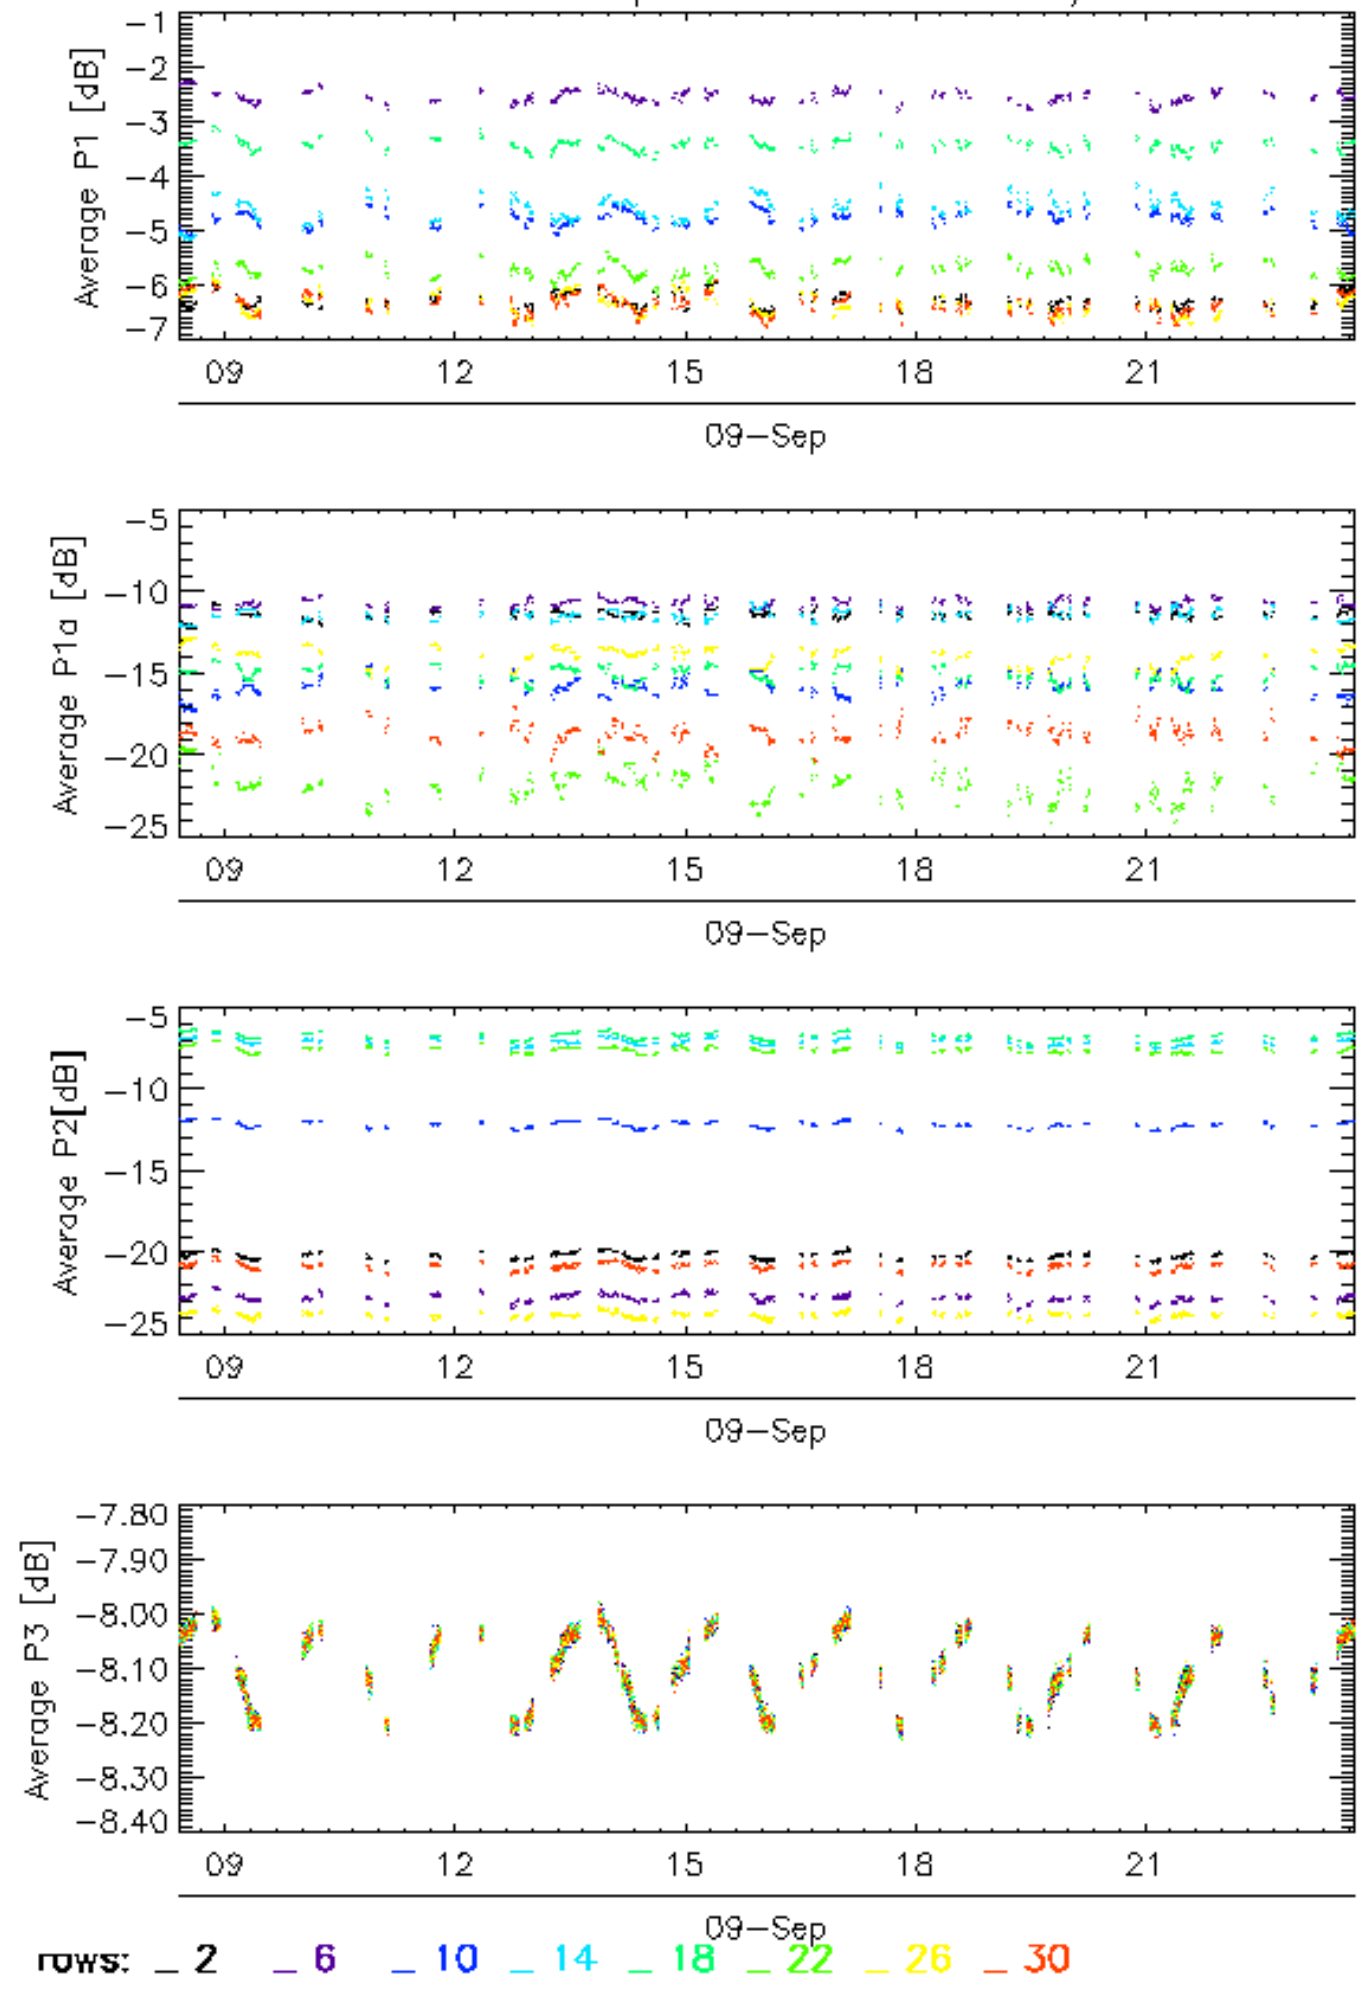 Average P1 [dB]
-1
-2
-3
-4
-5
-6
-7
09 12 15 18 21
09-Sep
Average P1a [dB]
-5
-10
-15
-20
-25
09 12 15 18 21
09-Sep
Average P2[dB]
-5
-10
-15
-20
-25
09 12 15 18 21
09-Sep
Average P3 [dB]
-7.80
-7.90
-8.00
-8.10
-8.20
-8.30
-8.40
09 12 15 18 21
09-Sep
rows: _ 2 _ 6 _ 10 _ 14 _ 18 _ 22 _ 26 _ 30